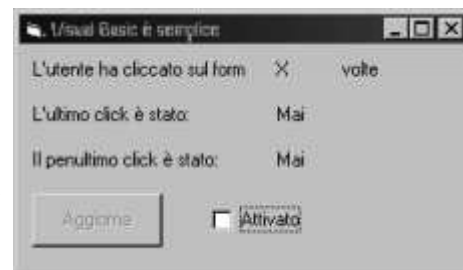 Visual Basic è semplice
L'utente ha cliccato sul form X volte
L'ultimo click è stato: Mai
Il penultimo click è stato: Mai
Aggiorna Attivato